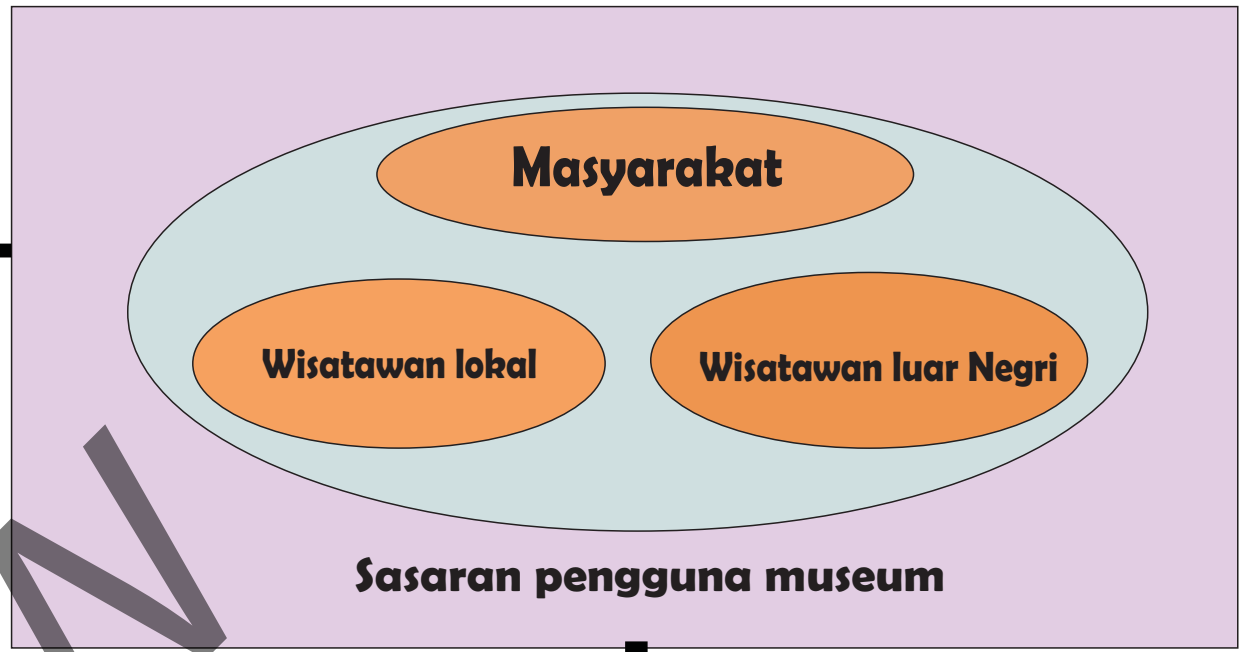 Masyarakat
Wisatawan lokal
Wisatawan luar Negri
Sasaran pengguna museum